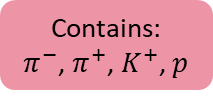 Contains:
π⁻, π⁺, K⁺, p